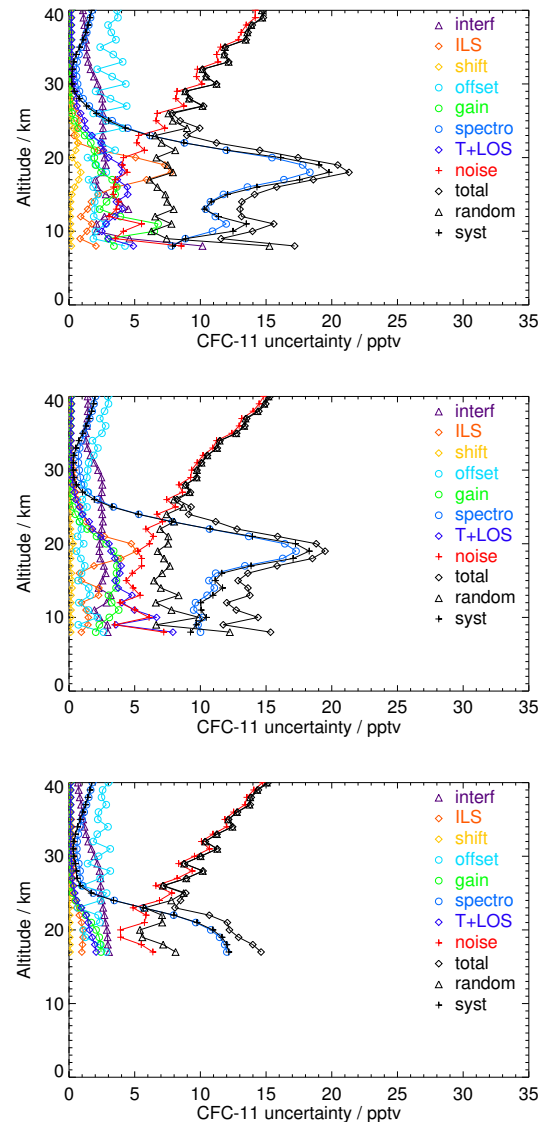 40
30
20
10
0
Altitude / km
interf
ILS
shift
offset
gain
spectro
T+LOS
noise
total
random
syst
0 5 10 15 20 25 30 35
CFC-11 uncertainty / pptv
40
30
20
10
0
Altitude / km
interf
ILS
shift
offset
gain
spectro
T+LOS
noise
total
random
syst
0 5 10 15 20 25 30 35
CFC-11 uncertainty / pptv
40
30
20
10
0
Altitude / km
interf
ILS
shift
offset
gain
spectro
T+LOS
noise
total
random
syst
0 5 10 15 20 25 30 35
CFC-11 uncertainty / pptv